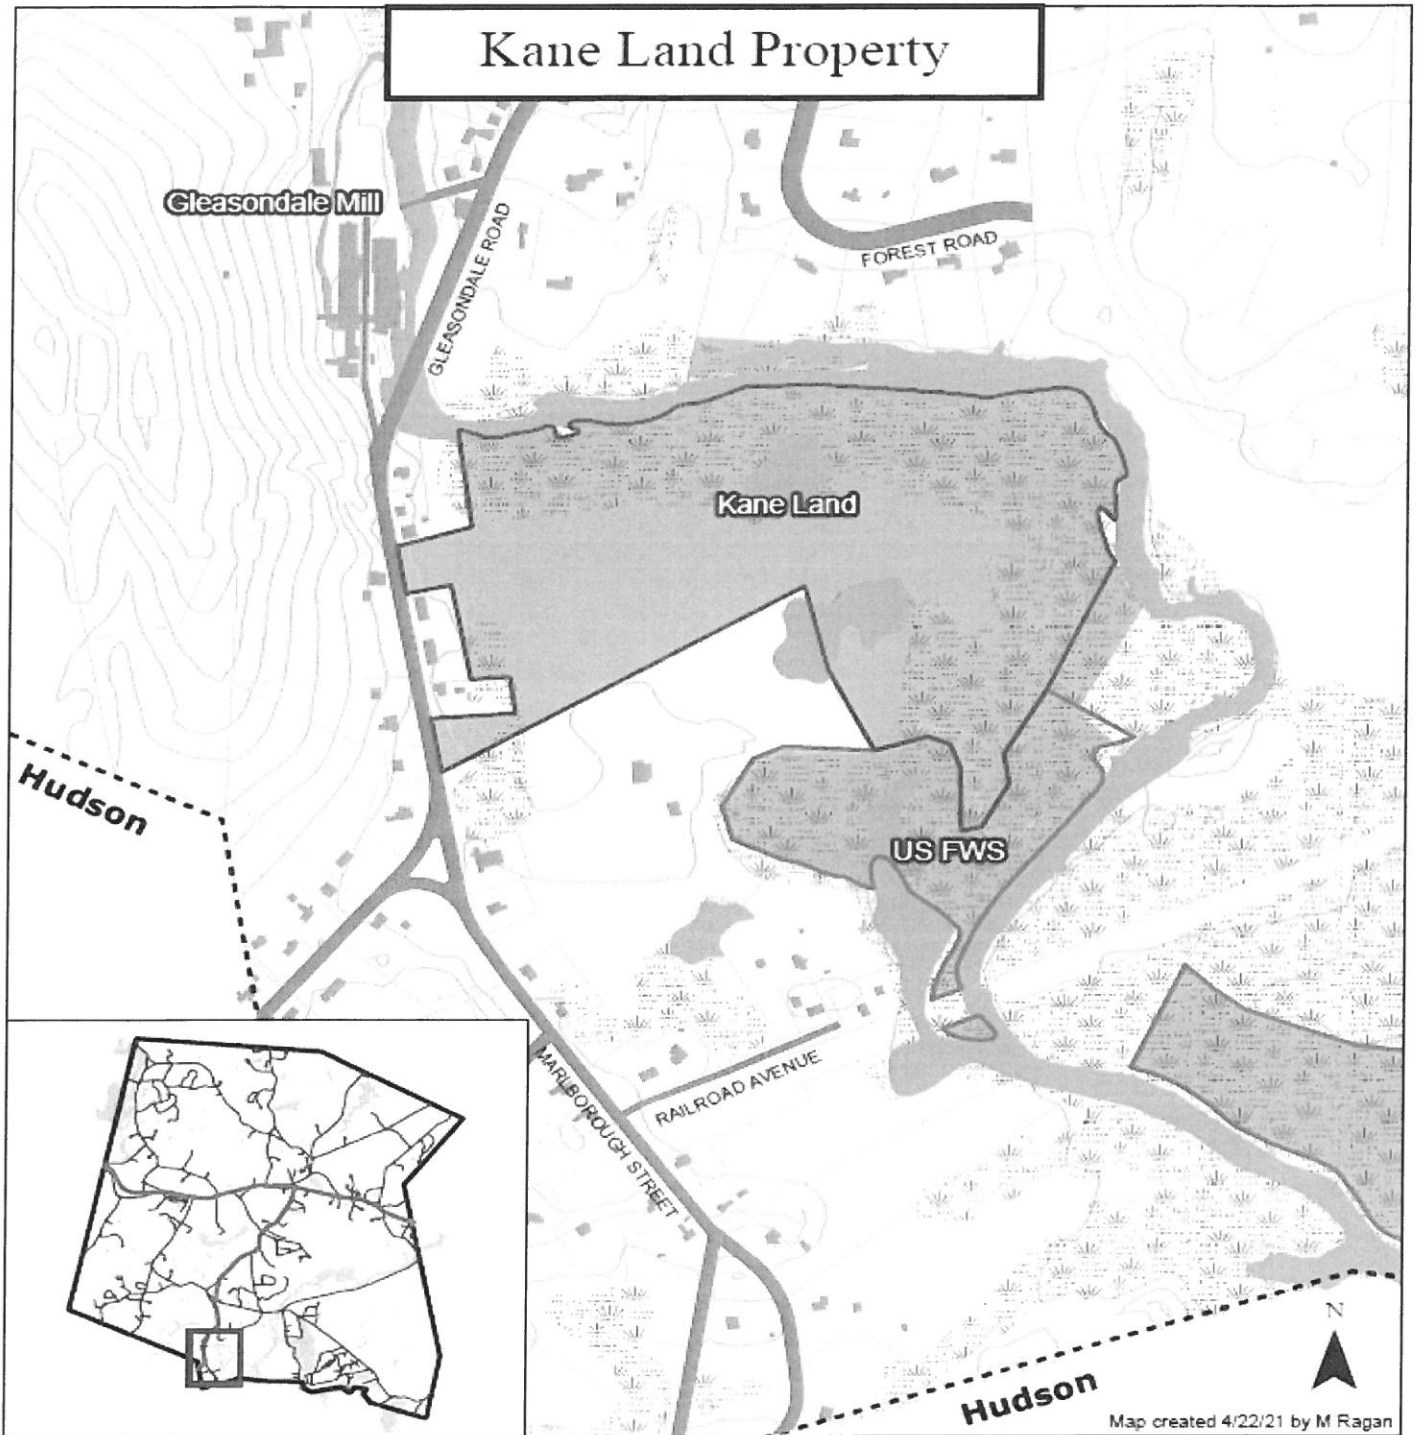 Kane Land Property
Gleasondale Mill
GLEASONDALE ROAD
FOREST ROAD
Kane Land
Hudson
US FWS
MARLBOROUGH STREET
RAILROAD AVENUE
N
Hudson
Map created 4/22/21 by M Ragan